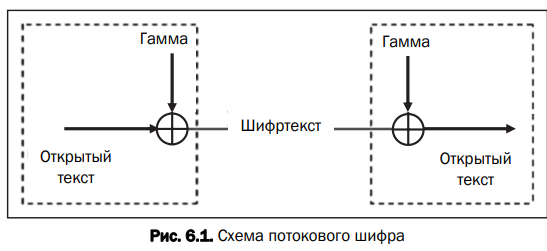 Гамма
Гамма
Шифртекст
Открытый
текст
Открытый
текст
Рис. 6.1. Схема потокового шифра